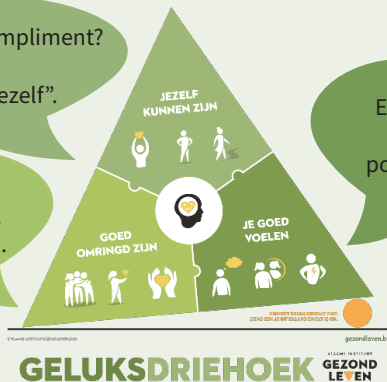 mpliment?
ezelf”.
.
E
po
JEZELF
KUNNEN ZIJN
GOED
OMRINGD ZIJN
JE GOED
VOELEN
gezondleven.b
GELUKSDRIEHOEK
VLAAMS INSTITUUT
GEZOND
LEVEN